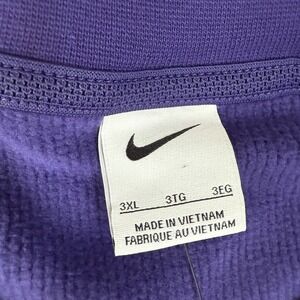 3XL 3TG 3EG
MADE IN VIETNAM
FABRIQUE AU VIETNAM